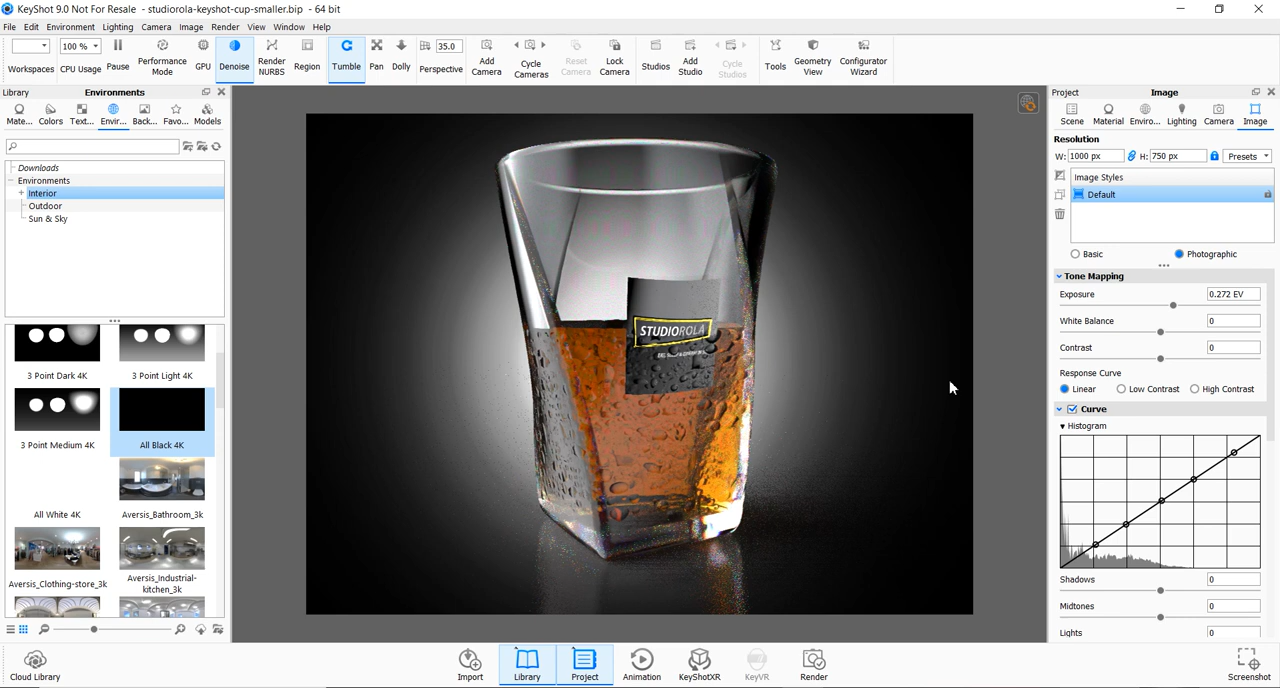 KeyShot 9.0 Not For Resale - studiorola-keyshot-cup-smaller.bip - 64 bit
File Edit Environment Lighting Camera Image Render View Window Help
100 %
35.0
Workspaces CPU Usage Pause Performance Mode GPU Denoise Render NURBS Region Tumble Pan Dolly Perspective Add Camera Cycle Cameras Reset Camera Lock Camera Studios Add Studio Cycle Studios Tools Geometry View Configurator Wizard
Library Environments
Mate... Colors Text... Envir... Back... Favo... Models
Downloads
Environments
Interior
Outdoor
Sun & Sky
3 Point Dark 4K 3 Point Light 4K
3 Point Medium 4K All Black 4K
All White 4K Aversis_Bathroom_3k
Aversis_Clothing-store_3k Aversis_Industrial-kitchen_3k
STUDIOROLA
Project Image
Scene Material Enviro... Lighting Camera Image
Resolution
W: 1000 px H: 750 px Presets
Image Styles
Default
Basic Photographic
Tone Mapping
Exposure 0.272 EV
White Balance 0
Contrast 0
Response Curve
Linear Low Contrast High Contrast
Curve
Histogram
Shadows 0
Midtones 0
Lights 0
Cloud Library Import Library Project Animation KeyShotXR KeyVR Render Screenshot